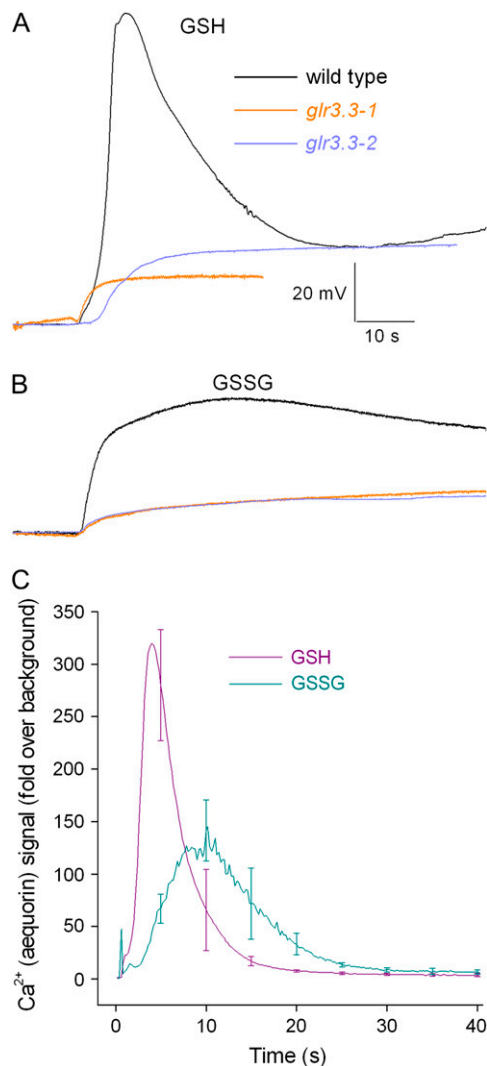 A
GSH
wild type
glr3.3-1
glr3.3-2
20 mV
10 s
B
GSSG
C
350
300
250
200
150
100
50
0
GSH
GSSG
Ca²⁺ (aequorin) signal (fold over background)
0
10
20
30
40
Time (s)